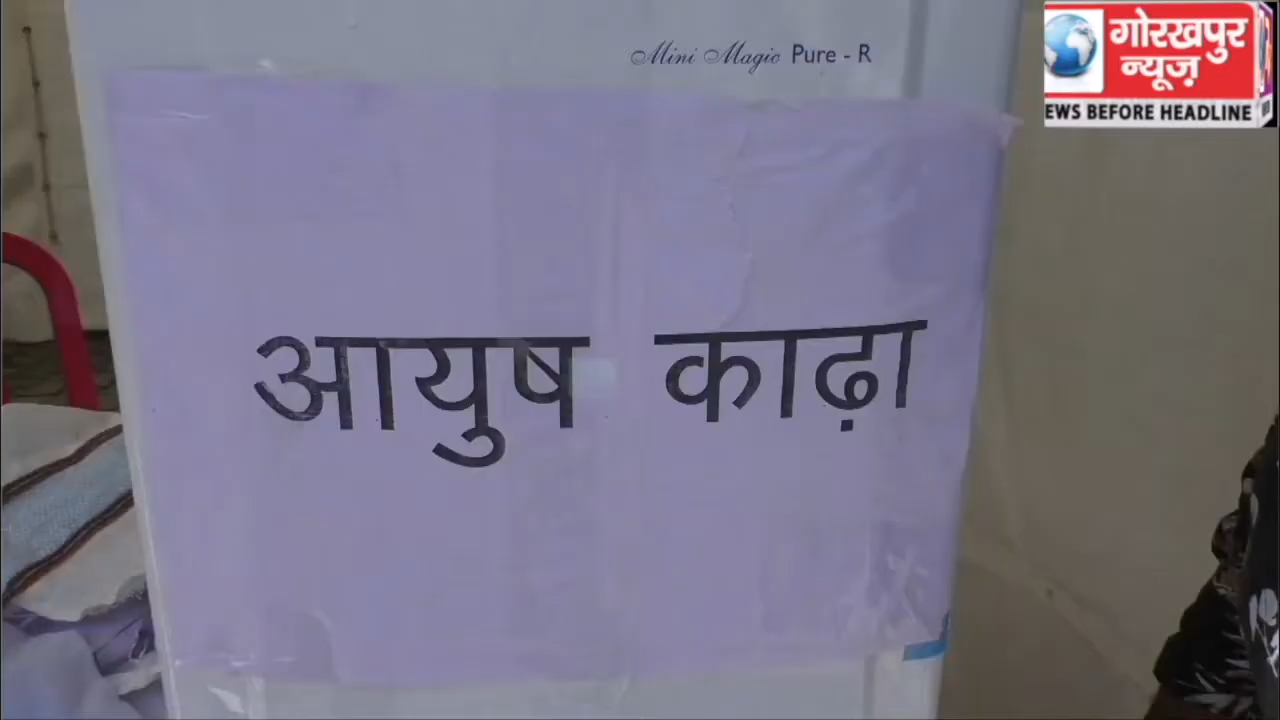 Mini Magic Pure - R
गोरखपुर
न्यूज़
EWS BEFORE HEADLINE
आयुष काढ़ा